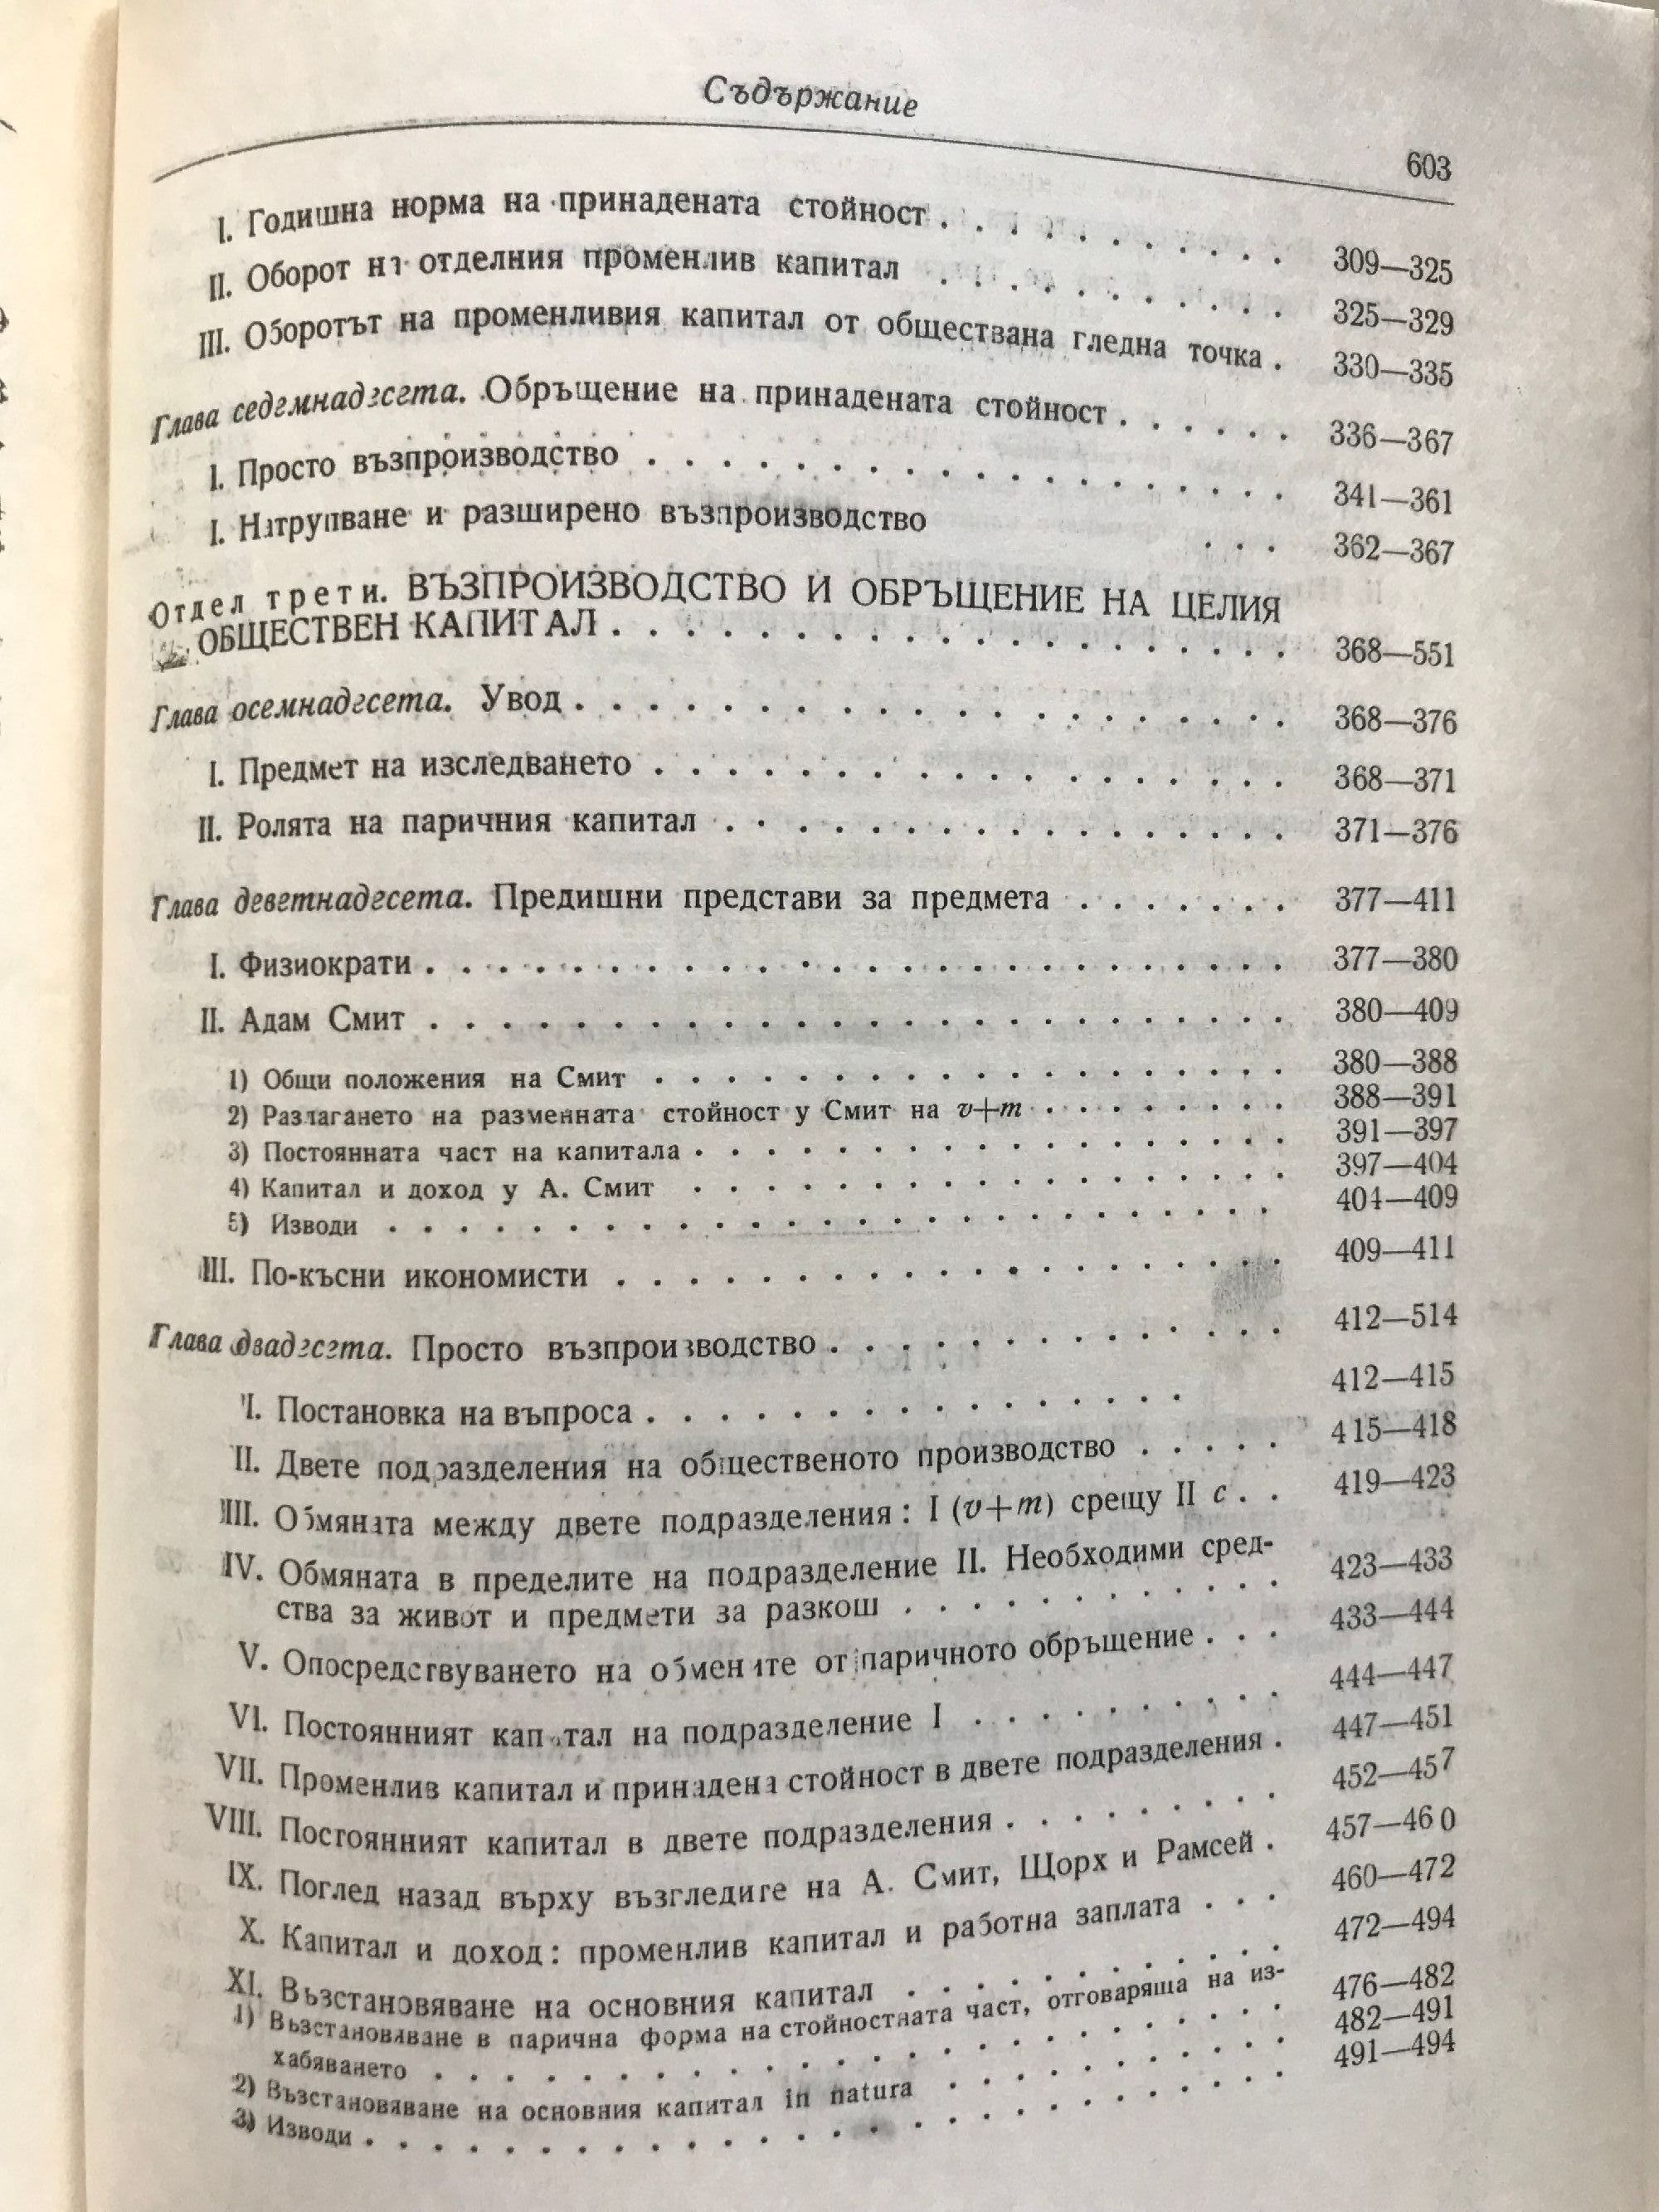 Съдържание
603
I. Годишна норма на принадената стойност . . . . . . . . . . . 309—325
II. Оборот на отделния променлив капитал . . . . . . . . . . . 325—329
III. Оборотът на променливия капитал от обществана гледна точка . 330—335
Глава седемнадесета. Обръщение на принадената стойност . . . . . . 336—367
I. Просто възпроизводство . . . . . . . . . . . . . . . . . . 341—361
I. Натрупване и разширено възпроизводство . . . 362—367
Отдел трети. ВЪЗПРОИЗВОДСТВО И ОБРЪЩЕНИЕ НА ЦЕЛИЯ
ОБЩЕСТВЕН КАПИТАЛ . . . . . . . . . . . . . . . . . . 368—551
Глава осемнадесета. Увод . . . . . . . . . . . . . . . . . . . 368—376
I. Предмет на изследването . . . . . . . . . . . . . . . . . 368—371
II. Ролята на паричния капитал . . . . . . . . . . . . . . . . 371—376
Глава деветнадесета. Предишни представи за предмета . . . . . . . 377—411
I. Физиократи . . . . . . . . . . . . . . . . . . . . . . . 377—380
II. Адам Смит . . . . . . . . . . . . . . . . . . . . . . . 380—409
1) Общи положения на Смит . . . . . . . . . . . . . . . . . . 380—388
2) Разлагането на разменната стойност у Смит на v+m . . . . . . . . 388—391
3) Постоянната част на капитала . . . . . . . . . . . . . . . . . 391—397
4) Капитал и доход у А. Смит . . . . . . . . . . . . . . . . . 397—404
5) Изводи . . . . . . . . . . . . . . . . . . . . . . . . . 404—409
III. По-късни икономисти . . . . . . . . . . . . . . . . . . 409—411
Глава двадесета. Просто възпроизводство . . . . . . . . . . . . . 412—514
I. Постановка на въпроса . . . . . . . . . . . . . . . 412—415
II. Двете подразделения на общественото производство . . . . . 415—418
III. Обмяната между двете подразделения : I (v+m) срещу II c . . 419—423
IV. Обмяната в пределите на подразделение II. Необходими сред-
ства за живот и предмети за разкош . . . . . . . . . . . 423—433
V. Опосредствуването на обмените от паричното обръщение . . . 433—444
VI. Постоянният капитал на подразделение I . . . . . . . . . 444—447
VII. Променлив капитал и принадена стойност в двете подразделения . 447—451
VIII. Постоянният капитал в двете подразделения . . . . . . . . 452—457
IX. Поглед назад върху възгледите на А. Смит, Щорх и Рамсей . 457—460
X. Капитал и доход : променлив капитал и работна заплата . . . 460—472
XI. Възстановяване на основния капитал . . . . . . . . . . . 472—494
1) Възстановяване в парична форма на стойностната част, отговаряща на из-
хабяването . . . . . . . . . . . . . . . . . . . . . . . 476—482
2) Възстановяване на основния капитал in natura . . . . . . . . . . 482—491
3) Изводи . . . . . . . . . . . . . . . . . . . . . . . . . 491—494